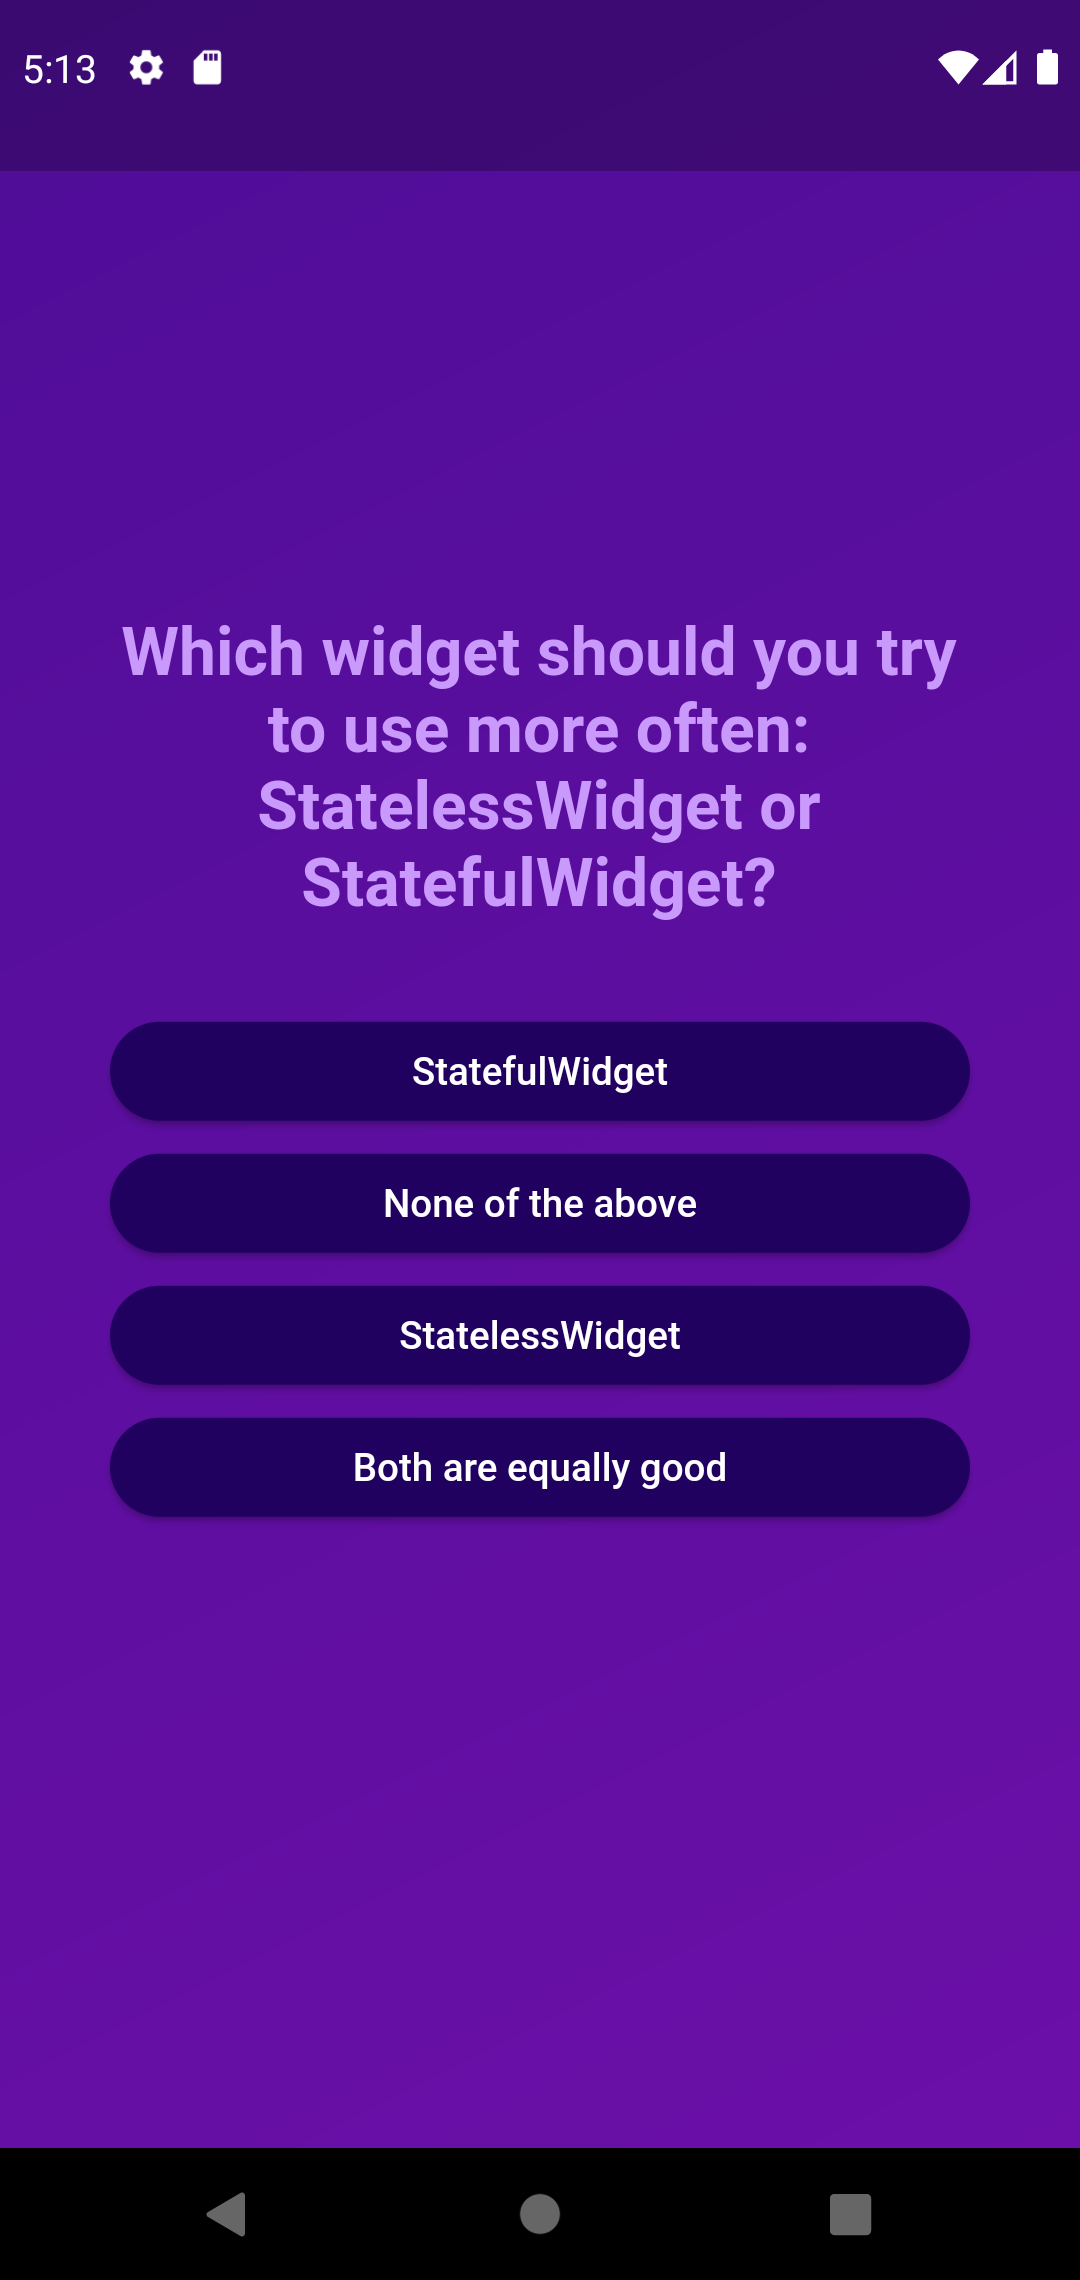 5:13
Which widget should you try
to use more often:
StatelessWidget or
StatefulWidget?
StatefulWidget
None of the above
StatelessWidget
Both are equally good